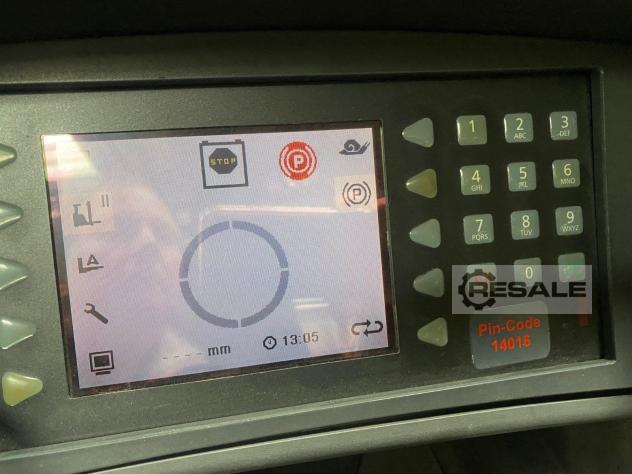 STOP
P
P
II
mm
13:05
1
2
ABC
3
DEF
4
GHI
5
JKL
6
MNO
7
PQRS
8
TUV
9
WXYZ
0
RESALE
Pin-Code
14016